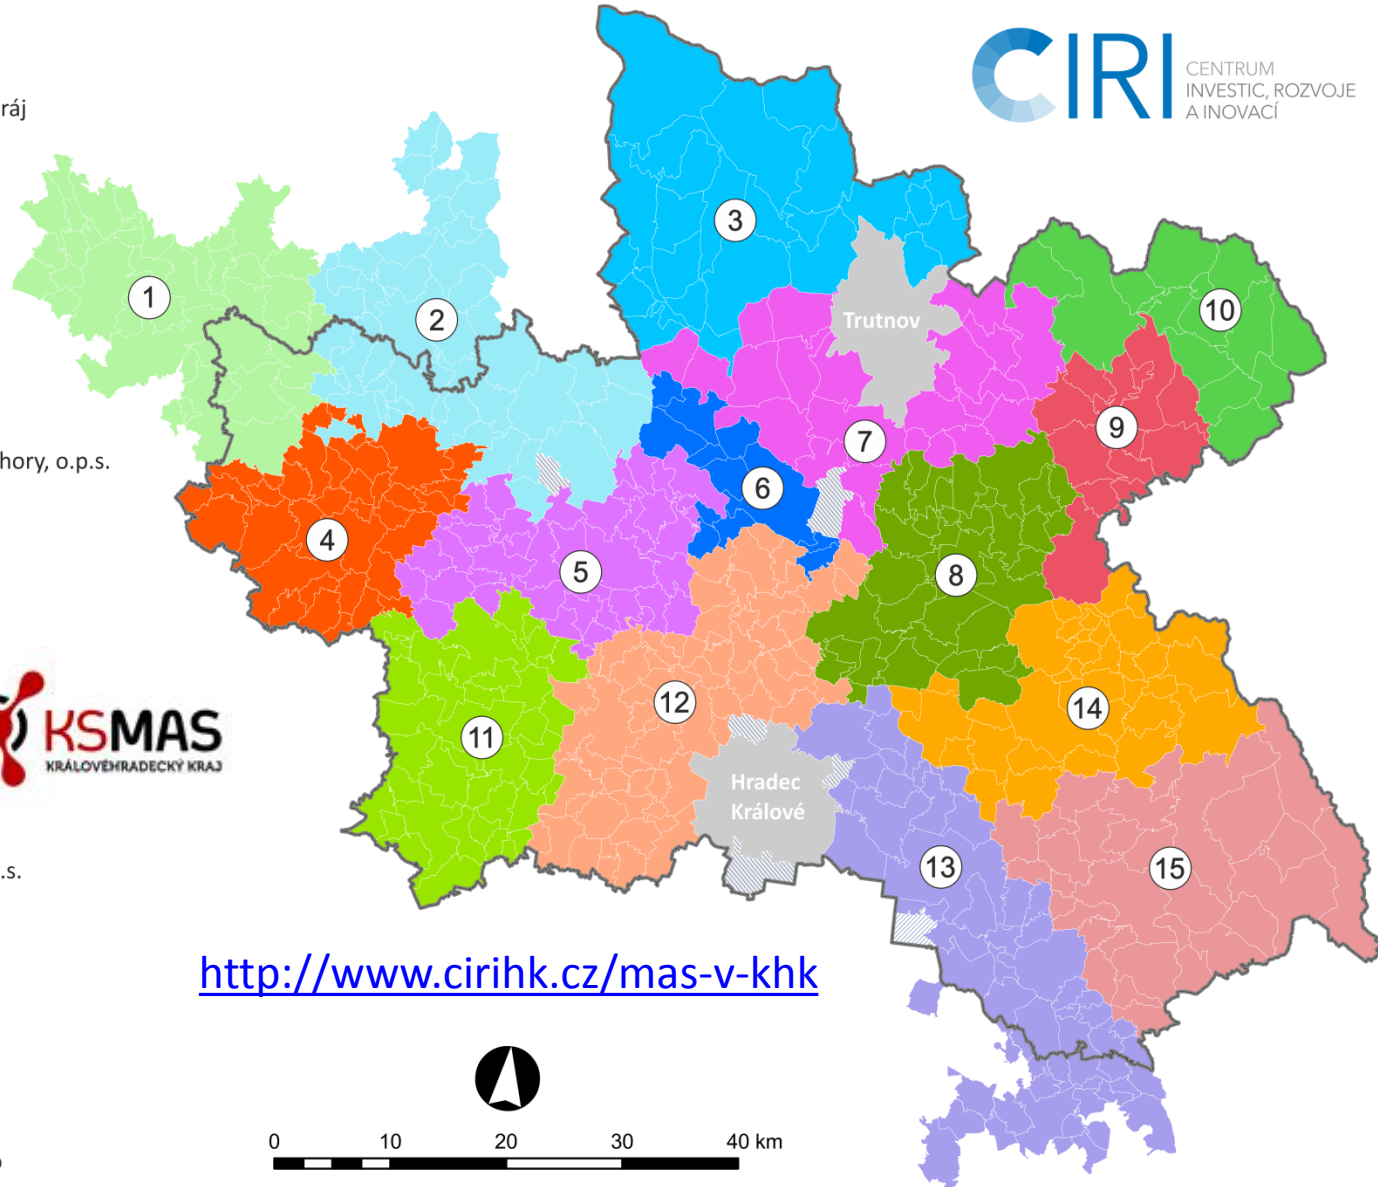 CIRI
CENTRUM
INVESTIC, ROZVOJE
A INOVACÍ
ráj
3
1
2
10
Trutnov
9
7
hory, o.p.s.
6
4
5
8
12
14
11
KSMAS
KRÁLOVÉHRADECKÝ KRAJ
Hradec
Králové
13
15
.s.
http://www.cirihk.cz/mas-v-khk
0 10 20 30 40 km